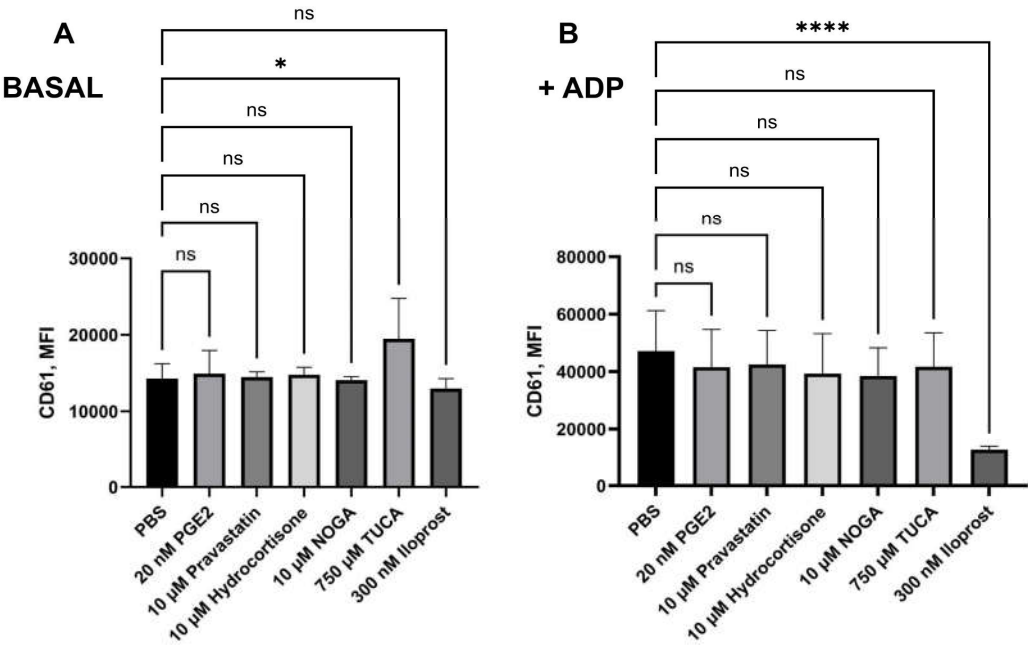 A
BASAL
ns
*
ns
ns
ns
ns
CD61, MFI
30000
20000
10000
0
PBS
20 nM PGE2
10 µM Pravastatin
10 µM Hydrocortisone
10 µM NOGA
750 µM TUCA
300 nM Iloprost
B
+ ADP
****
ns
ns
ns
ns
ns
CD61, MFI
80000
60000
40000
20000
0
PBS
20 nM PGE2
10 µM Pravastatin
10 µM Hydrocortisone
10 µM NOGA
750 µM TUCA
300 nM Iloprost